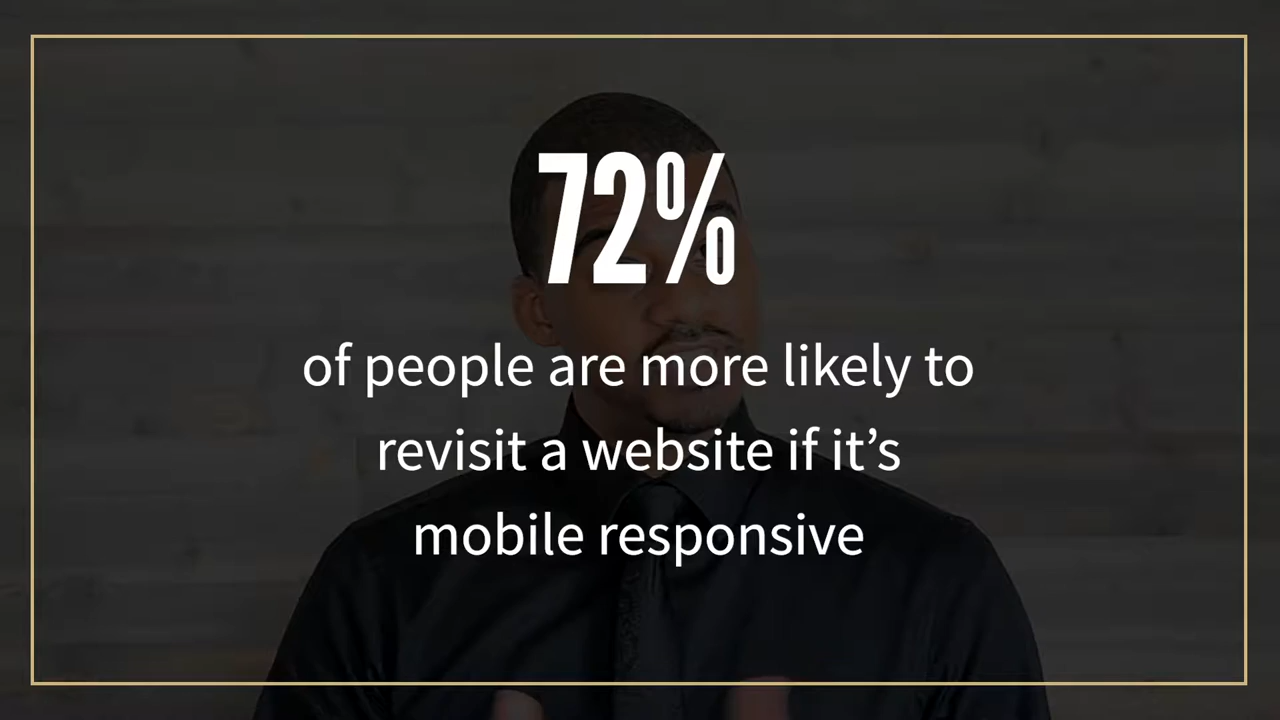 72%
of people are more likely to
revisit a website if it’s
mobile responsive